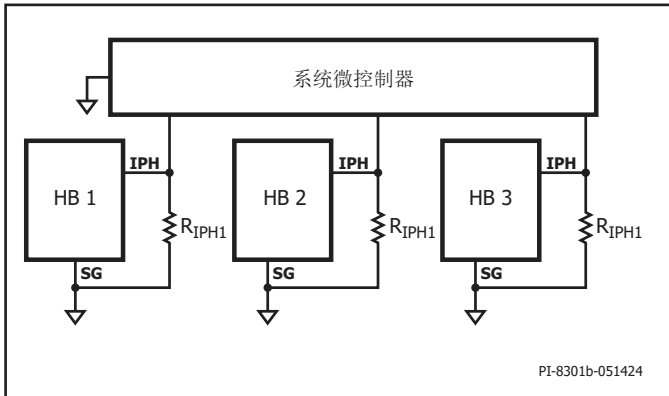 系统微控制器
IPH
IPH
IPH
HB 1
HB 2
HB 3
RIPH1
RIPH1
RIPH1
SG
SG
SG
PI-8301b-051424